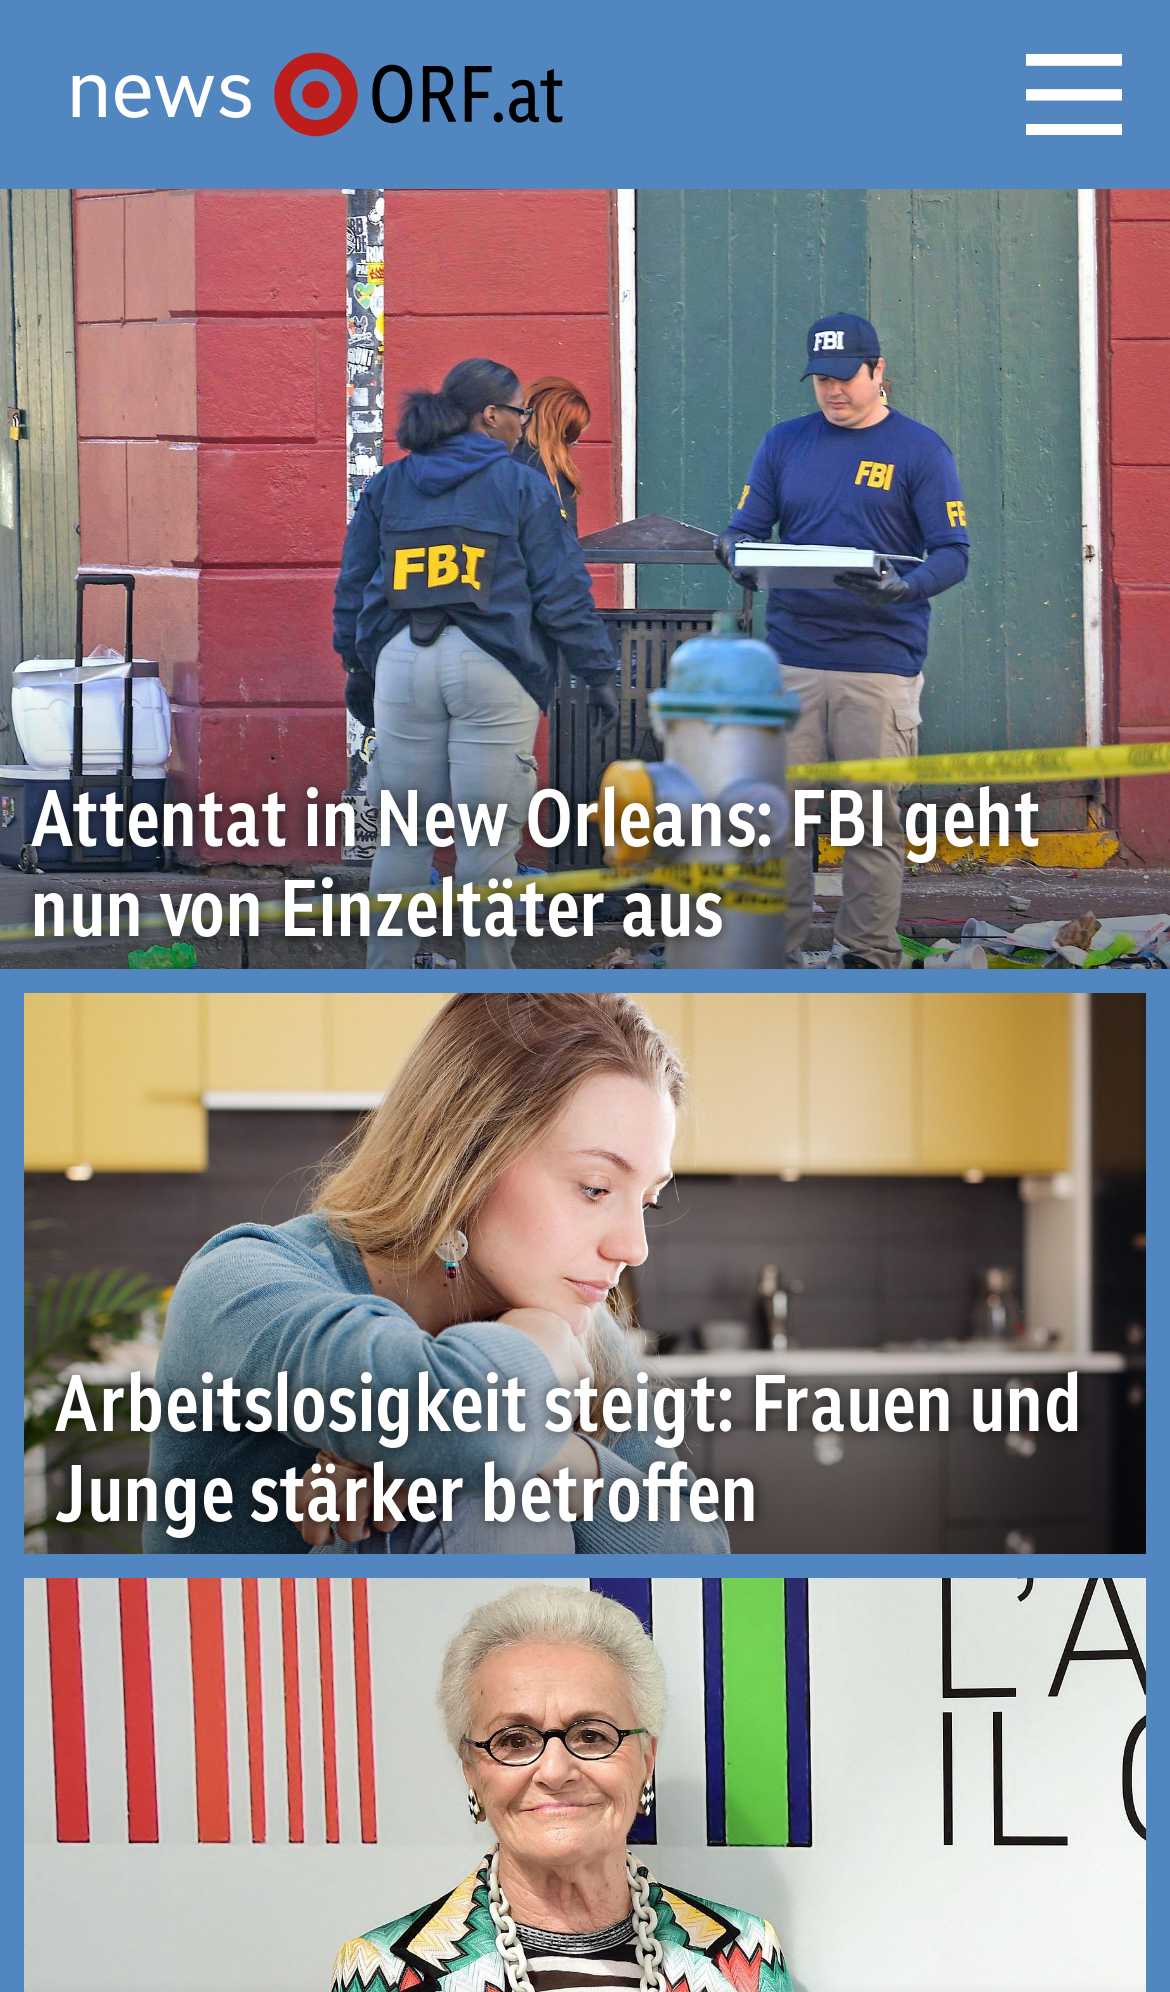 news ORF.at
FBI
FBI
FBI
Attentat in New Orleans: FBI geht
nun von Einzeltäter aus
Arbeitslosigkeit steigt: Frauen und
Junge stärker betroffen
L'A
IL